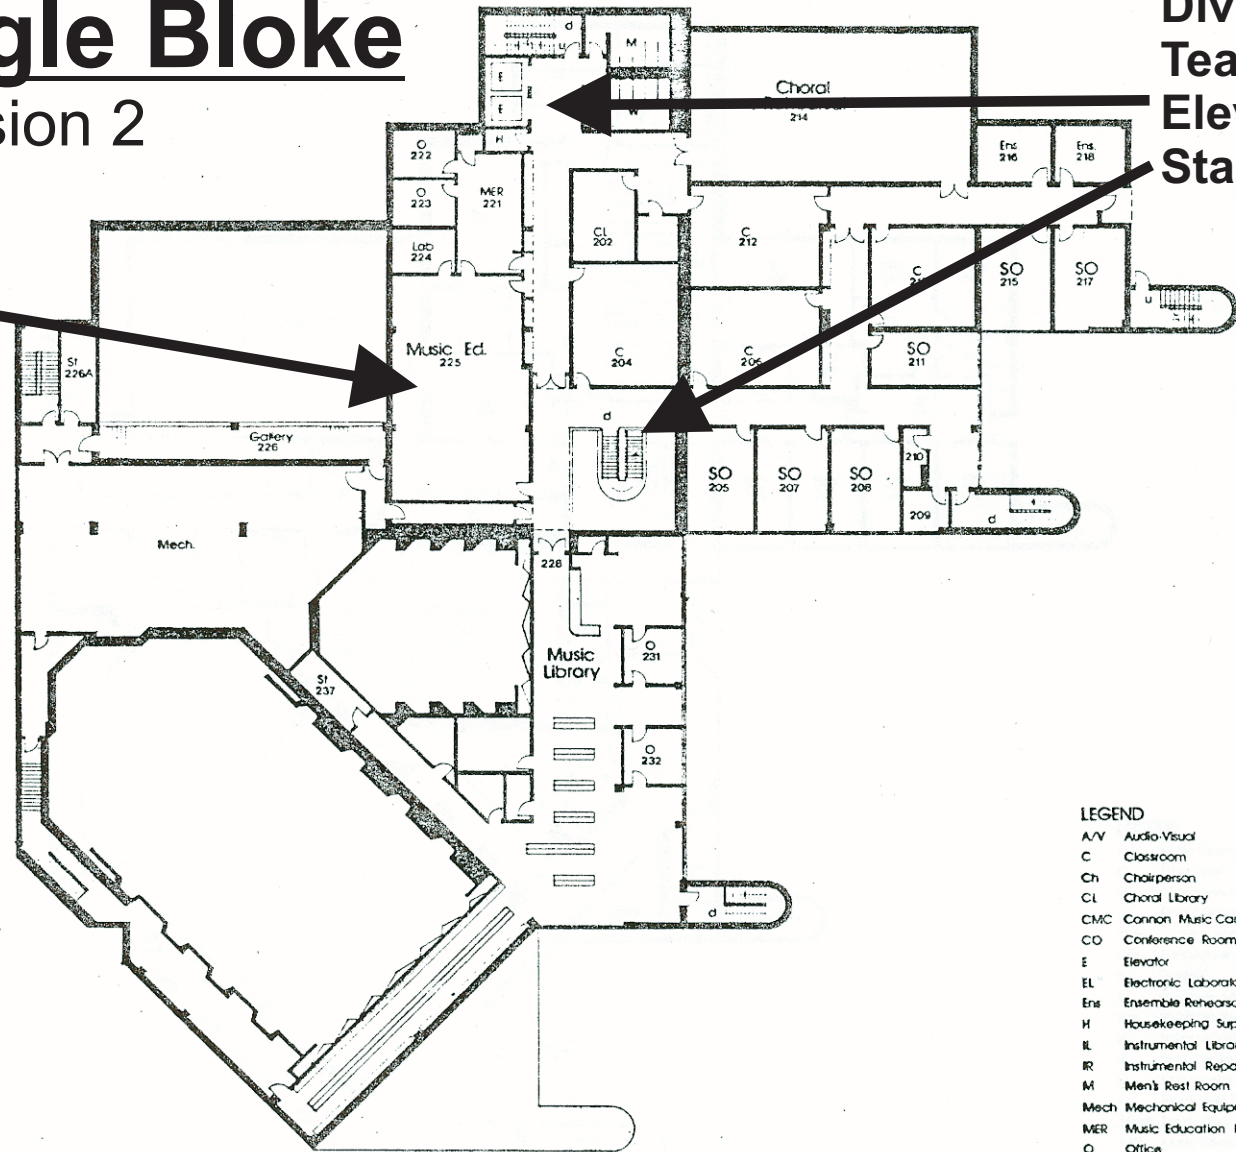 gle Bloke
sion 2
Div
Tea
Elev
Sta
d
u
M
E
E
W
H
Choral
214
O
222
MER
221
Ens
216
Ens.
218
O
223
CL
202
C
212
Lab
224
C
SO
215
SO
217
u
St
226A
Music Ed.
225
C
204
C
206
SO
211
d
Gallery
226
SO
205
SO
207
SO
208
210
209
d
Mech.
228
Music
Library
O
231
St
237
O
232
d
LEGEND
A/V Audio-Visual
C Classroom
Ch Chairperson
CL Choral Library
CMC Cannon Music Ca
CO Conference Room
E Elevator
EL Electronic Laborat
Ens Ensemble Rehears
H Housekeeping Sup
IL Instrumental Libra
IR Instrumental Repa
M Men's Rest Room
Mech Mechanical Equip
MER Music Education
O Office